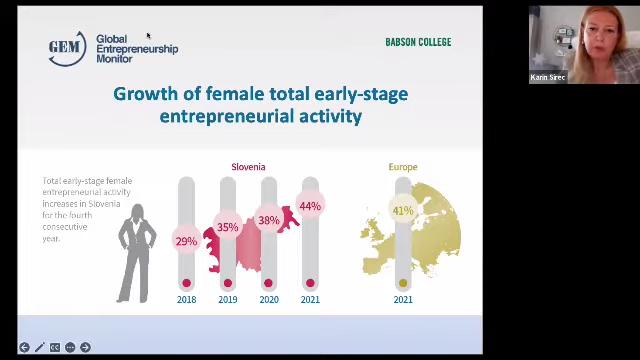 GEM
Global
Entrepreneurship
Monitor
BABSON COLLEGE
Karin Sirec
Growth of female total early-stage
entrepreneurial activity
Slovenia
Europe
Total early-stage female
entrepreneurial activity
increases in Slovenia
for the fourth
consecutive
year.
29%
35%
38%
44%
41%
2018
2019
2020
2021
2021
CC